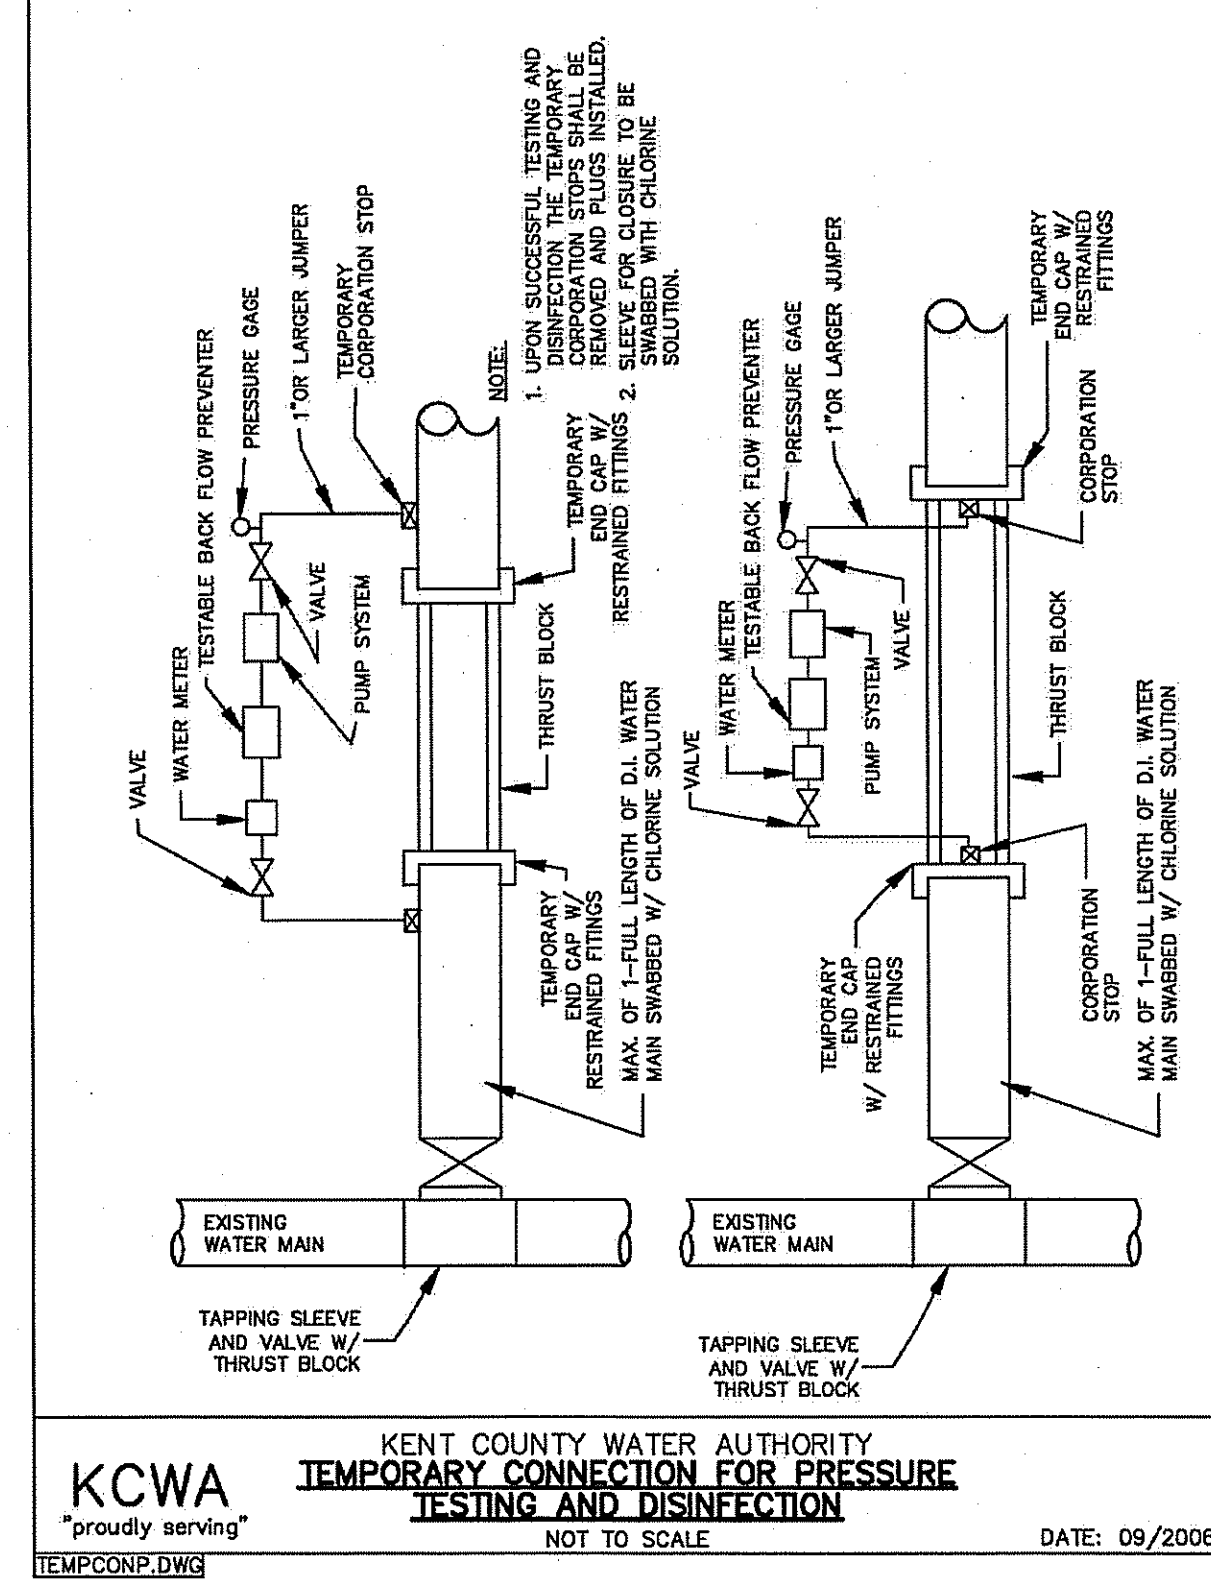 VALVE
WATER METER
TESTABLE BACK FLOW PREVENTER
PRESSURE GAGE
1"OR LARGER JUMPER
TEMPORARY
CORPORATION STOP
PUMP SYSTEM
VALVE
THRUST BLOCK
TEMPORARY
END CAP W/
RESTRAINED FITTINGS
TEMPORARY
END CAP W/
RESTRAINED FITINGS
MAX. OF 1-FULL LENGTH OF D.I. WATER
MAIN SWABBED W/ CHLORINE SOLUTION
EXISTING
WATER MAIN
TAPPING SLEEVE
AND VALVE W/
THRUST BLOCK
NOTE:
1. UPON SUCCESSFUL TESTING AND
DISINFECTION THE TEMPORARY
CORPORATION STOPS SHALL BE
REMOVED AND PLUGS INSTALLED.
2. SLEEVE FOR CLOSURE TO BE
SWABBED WITH CHLORINE
SOLUTION.
VALVE
WATER METER
TESTABLE BACK FLOW PREVENTER
PRESSURE GAGE
1"OR LARGER JUMPER
PUMP SYSTEM
VALVE
TEMPORARY
END CAP W/
RESTRAINED
FITTINGS
CORPORATION
STOP
THRUST BLOCK
TEMPORARY
END CAP
W/ RESTRAINED
FITTINGS
CORPORATION
STOP
MAX. OF 1-FULL LENGTH OF D.I. WATER
MAIN SWABBED W/ CHLORINE SOLUTION
EXISTING
WATER MAIN
TAPPING SLEEVE
AND VALVE W/
THRUST BLOCK
KCWA
"proudly serving"
KENT COUNTY WATER AUTHORITY
TEMPORARY CONNECTION FOR PRESSURE
TESTING AND DISINFECTION
NOT TO SCALE
DATE: 09/2006
TEMPCONP.DWG